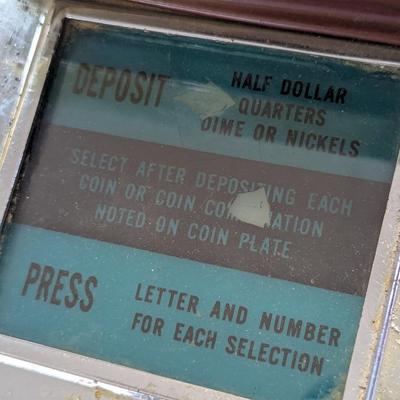 DEPOSIT
HALF DOLLAR
QUARTERS
DIME OR NICKELS
SELECT AFTER DEPOSITING EACH
COIN OR COIN COMBINATION
NOTED ON COIN PLATE
PRESS
LETTER AND NUMBER
FOR EACH SELECTION